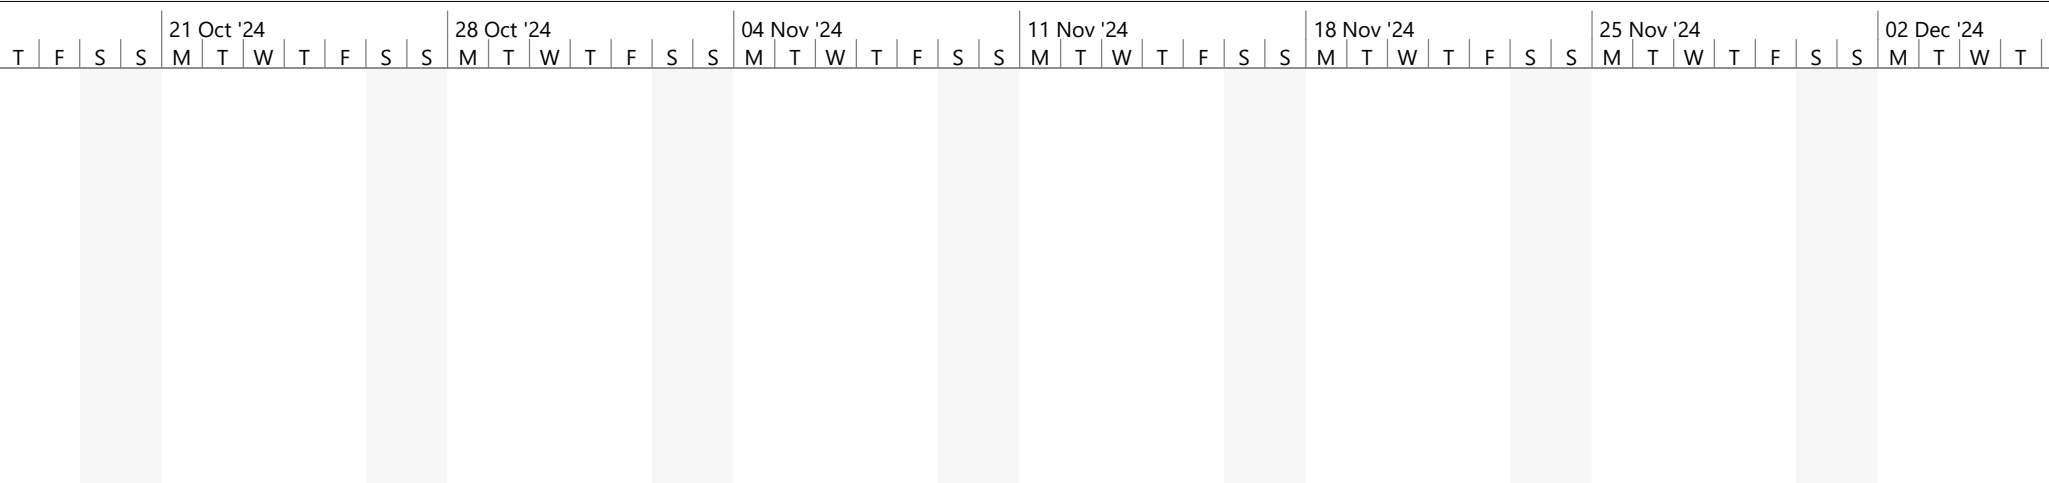 21 Oct '24 28 Oct '24 04 Nov '24 11 Nov '24 18 Nov '24 25 Nov '24 02 Dec '24
T F S S M T W T F S S M T W T F S S M T W T F S S M T W T F S S M T W T F S S M T W T F S S M T W T